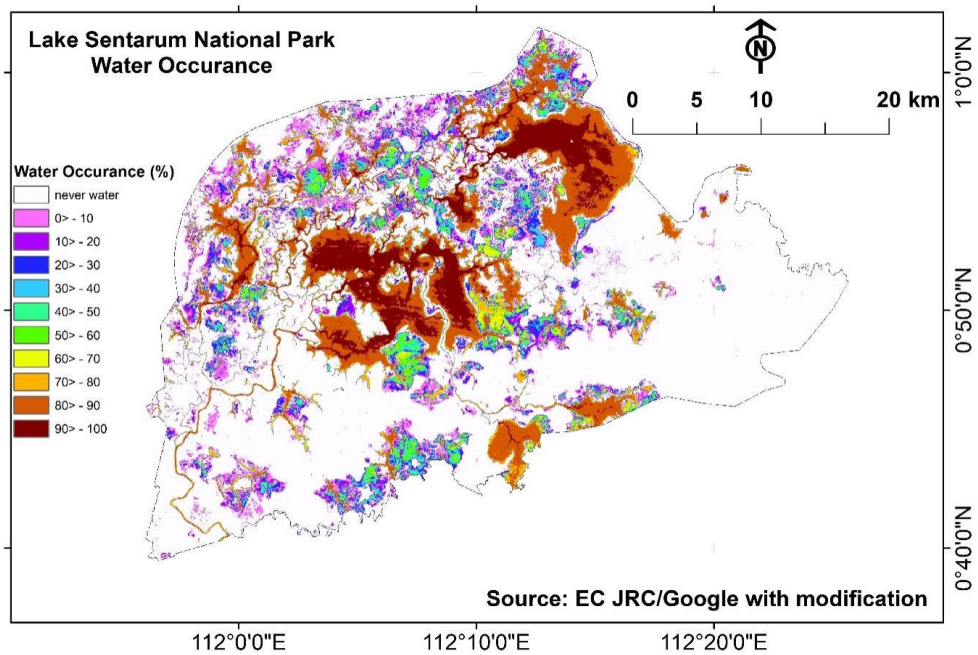 Lake Sentarum National Park
Water Occurance
N
0 5 10 20 km
Water Occurance (%)
never water
0> - 10
10> - 20
20> - 30
30> - 40
40> - 50
50> - 60
60> - 70
70> - 80
80> - 90
90> - 100
1°0'0"N
0°50'0"N
0°40'0"N
Source: EC JRC/Google with modification
112°0'0"E
112°10'0"E
112°20'0"E